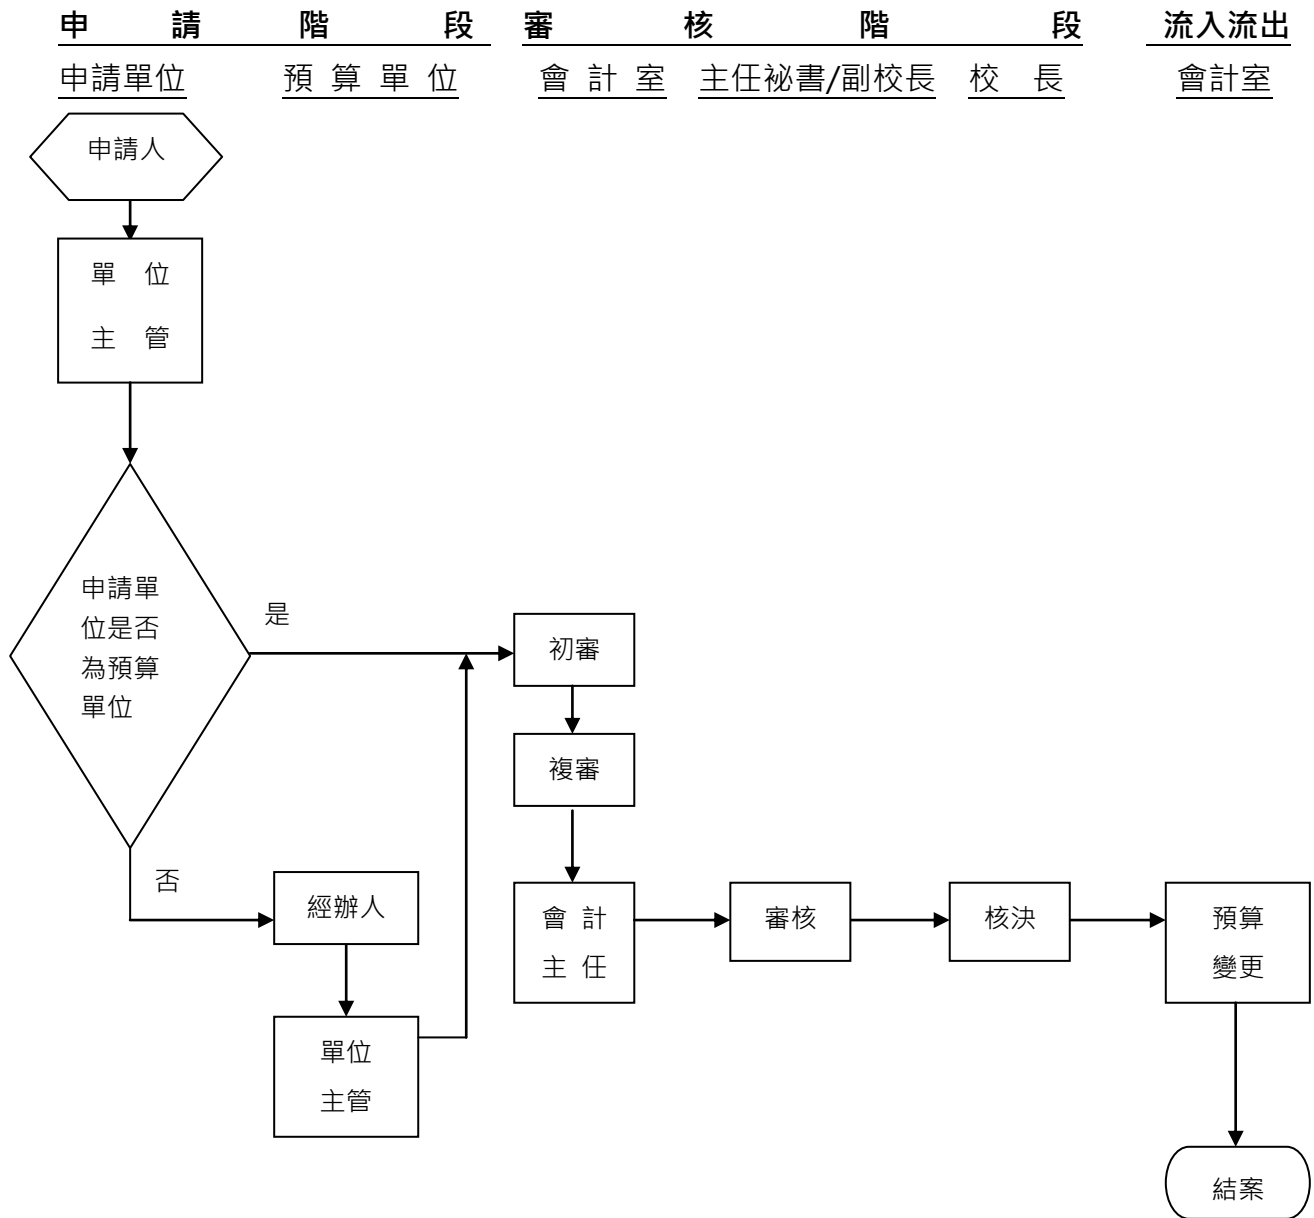 申請階段 審核階段 流入流出
申請單位 預算單位 會計室 主任祕書/副校長 校長 會計室
申請人
單位
主管
申請單
位是否
為預算
單位
是
否
經辦人
單位
主管
初審
複審
會計
主任
審核
核決
預算
變更
結案